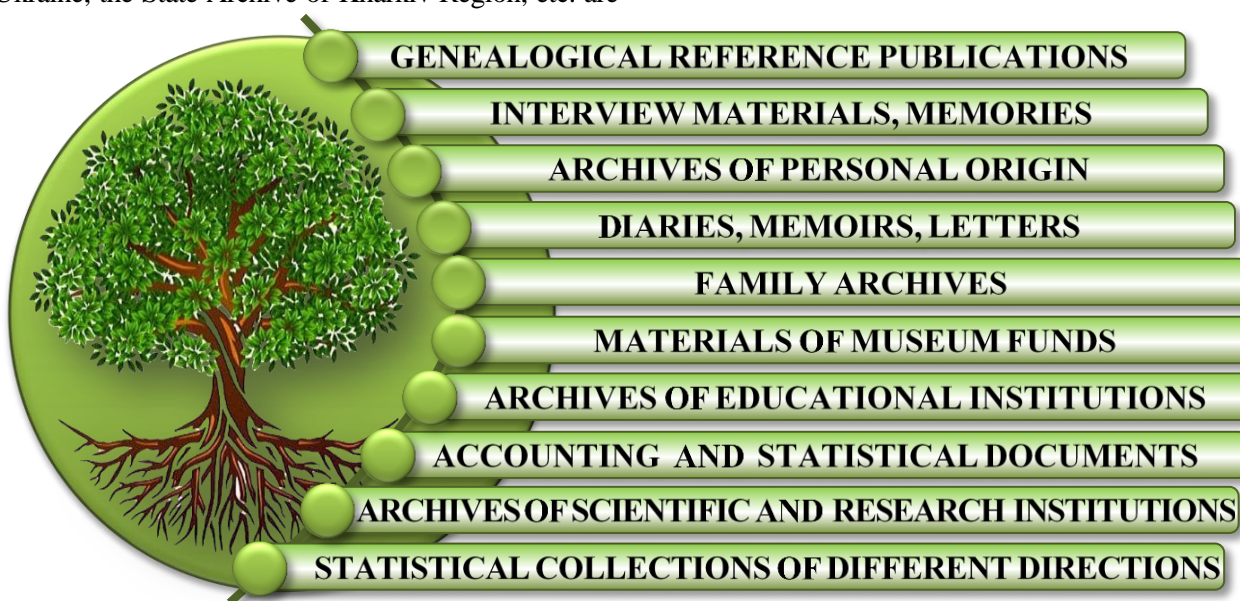 Ukraine, the State Archive of Kharkiv Region, etc. are
GENEALOGICAL REFERENCE PUBLICATIONS
INTERVIEW MATERIALS, MEMORIES
ARCHIVES OF PERSONAL ORIGIN
DIARIES, MEMOIRS, LETTERS
FAMILY ARCHIVES
MATERIALS OF MUSEUM FUNDS
ARCHIVES OF EDUCATIONAL INSTITUTIONS
ACCOUNTING AND STATISTICAL DOCUMENTS
ARCHIVES OF SCIENTIFIC AND RESEARCH INSTITUTIONS
STATISTICAL COLLECTIONS OF DIFFERENT DIRECTIONS